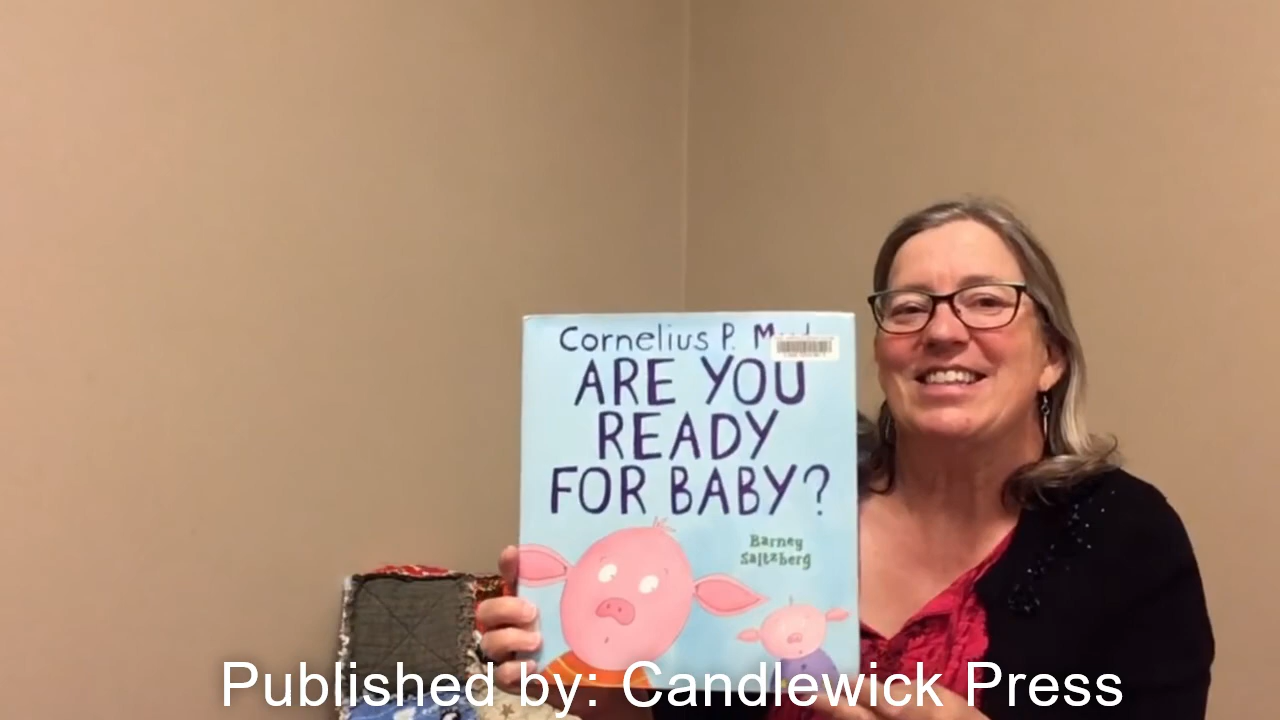 Cornelius P.
ARE YOU
READY
FOR BABY?
Barney
Saltzberg
Published by: Candlewick Press